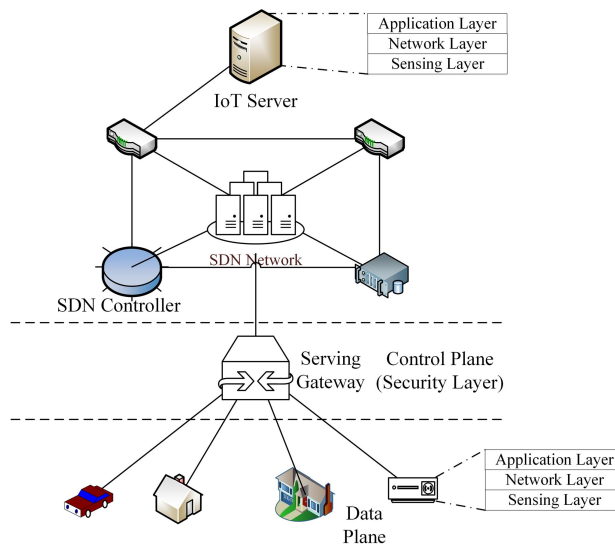 Application Layer
Network Layer
Sensing Layer
IoT Server
SDN Network
SDN Controller
Serving
Gateway
Control Plane
(Security Layer)
Application Layer
Network Layer
Sensing Layer
Data
Plane